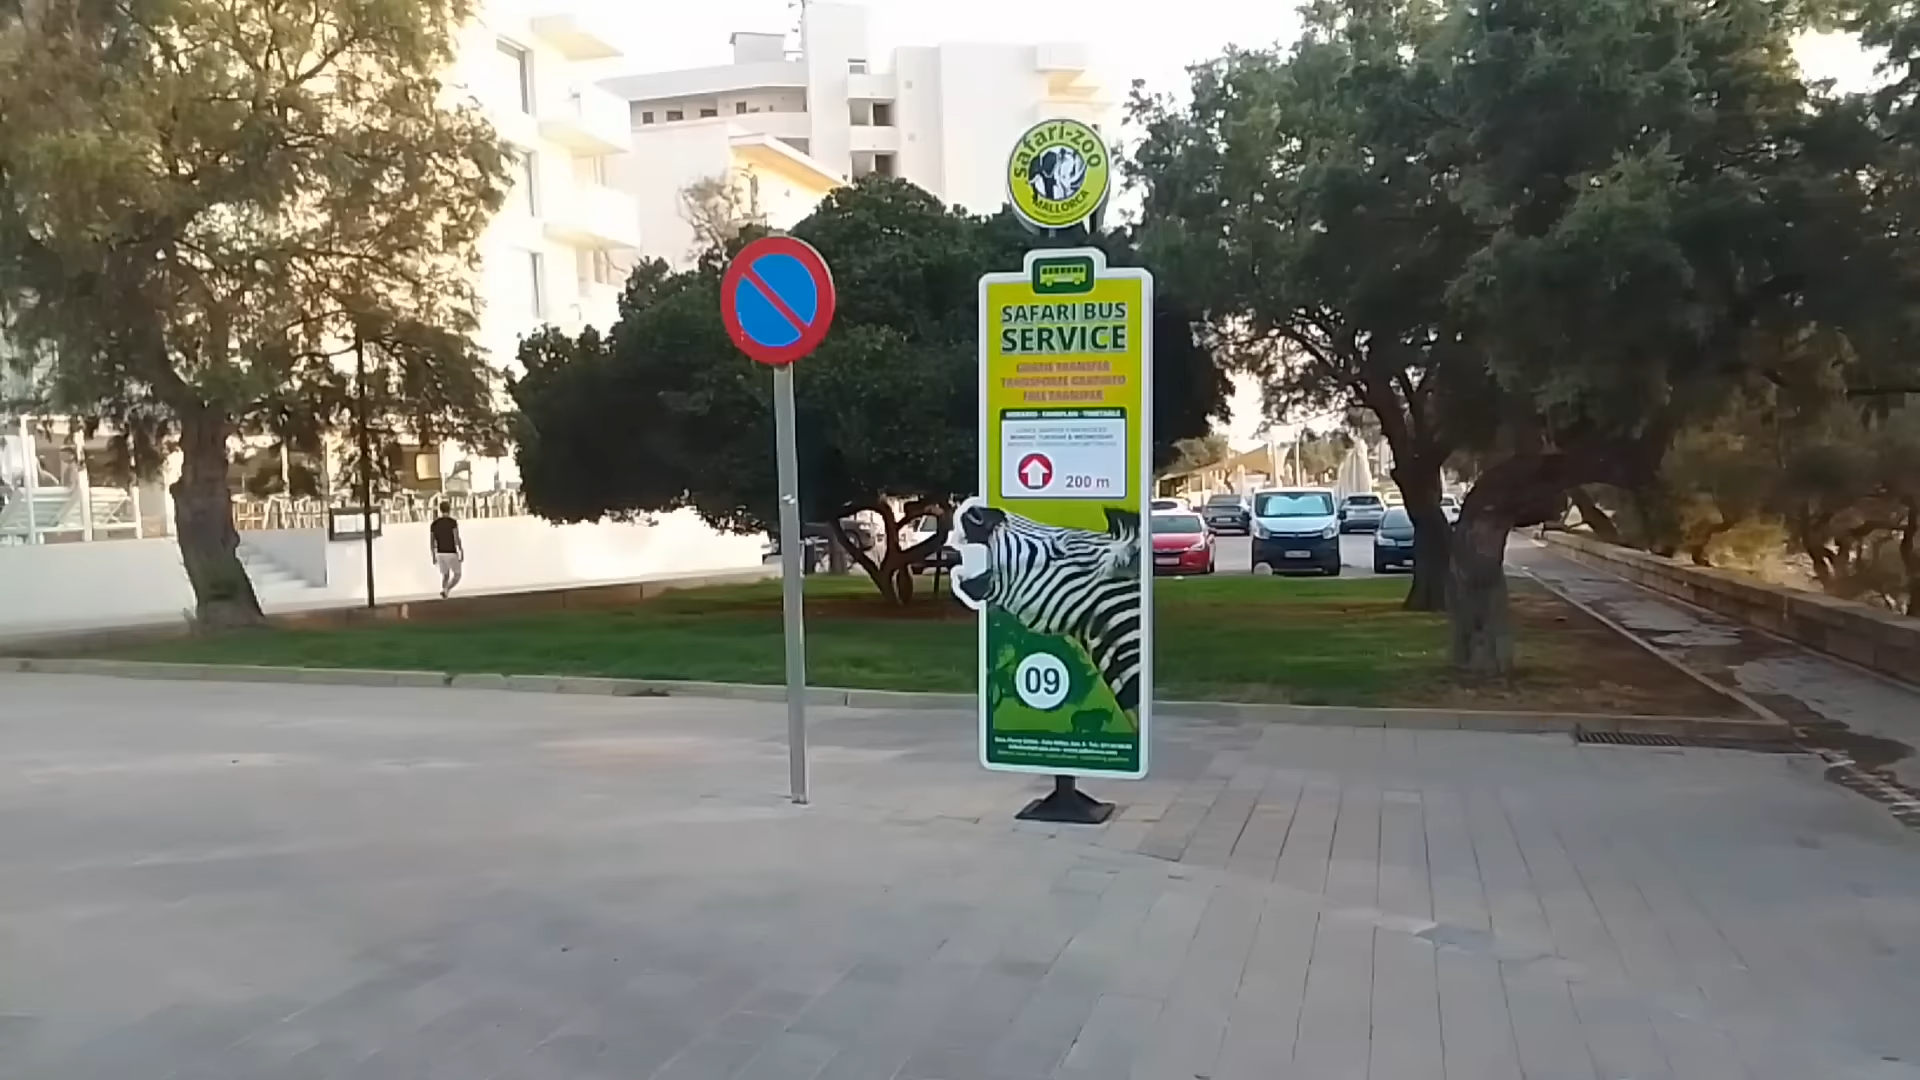 Safari-Zoo
MALLORCA
SAFARI BUS
SERVICE
GRATIS TRANSFER
TRANSPORTE GRATUITO
FREE TRANSFER
HORARIO - FAHRPLAN - TIMETABLE
MONDAY, TUESDAY & WEDNESDAY
200 m
09